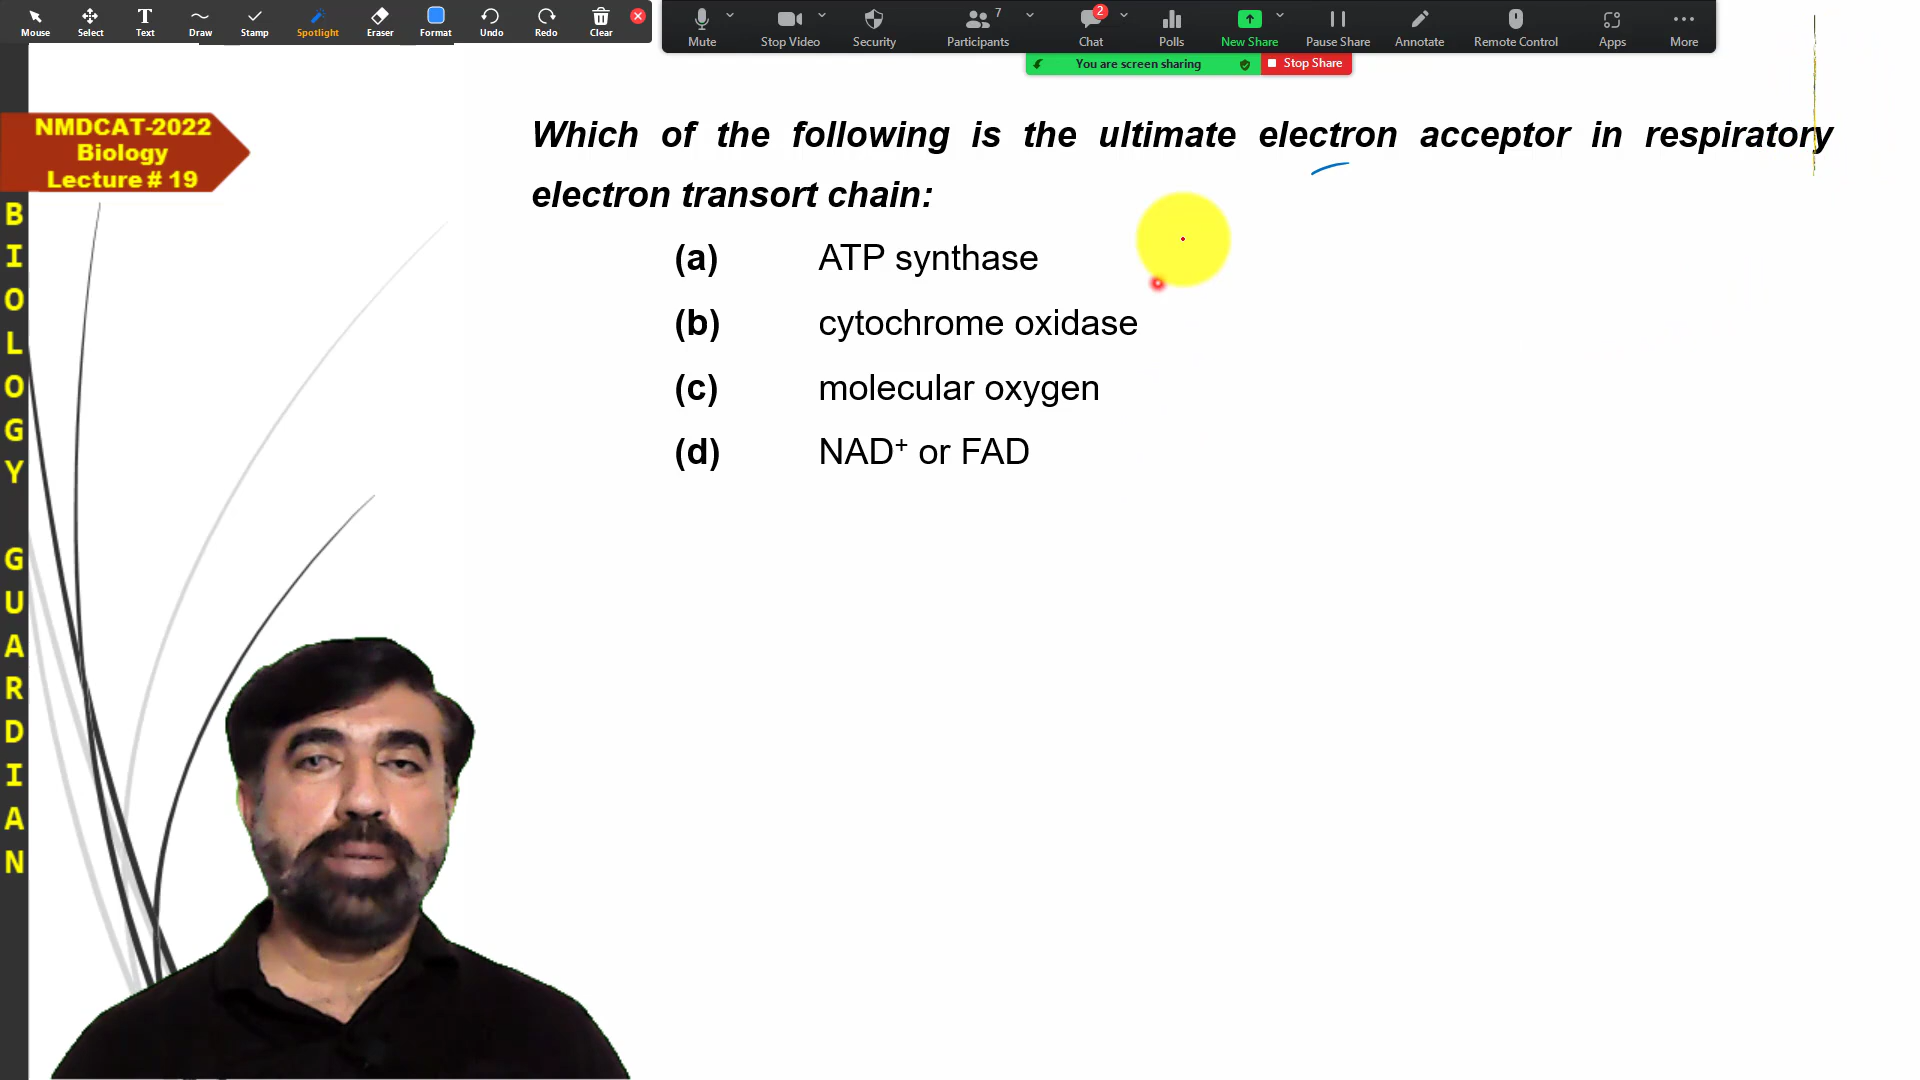 Mouse
Select
Text
Draw
Stamp
Spotlight
Eraser
Format
Undo
Redo
Clear
Mute
Stop Video
Security
7
Participants
2
Chat
Polls
New Share
Pause Share
Annotate
Remote Control
Apps
More
You are screen sharing
Stop Share
NMDCAT-2022
Biology
Lecture # 19
BIOLOGY GUARDIAN
Which of the following is the ultimate electron acceptor in respiratory
electron transort chain:
(a) ATP synthase
(b) cytochrome oxidase
(c) molecular oxygen
(d) NAD⁺ or FAD